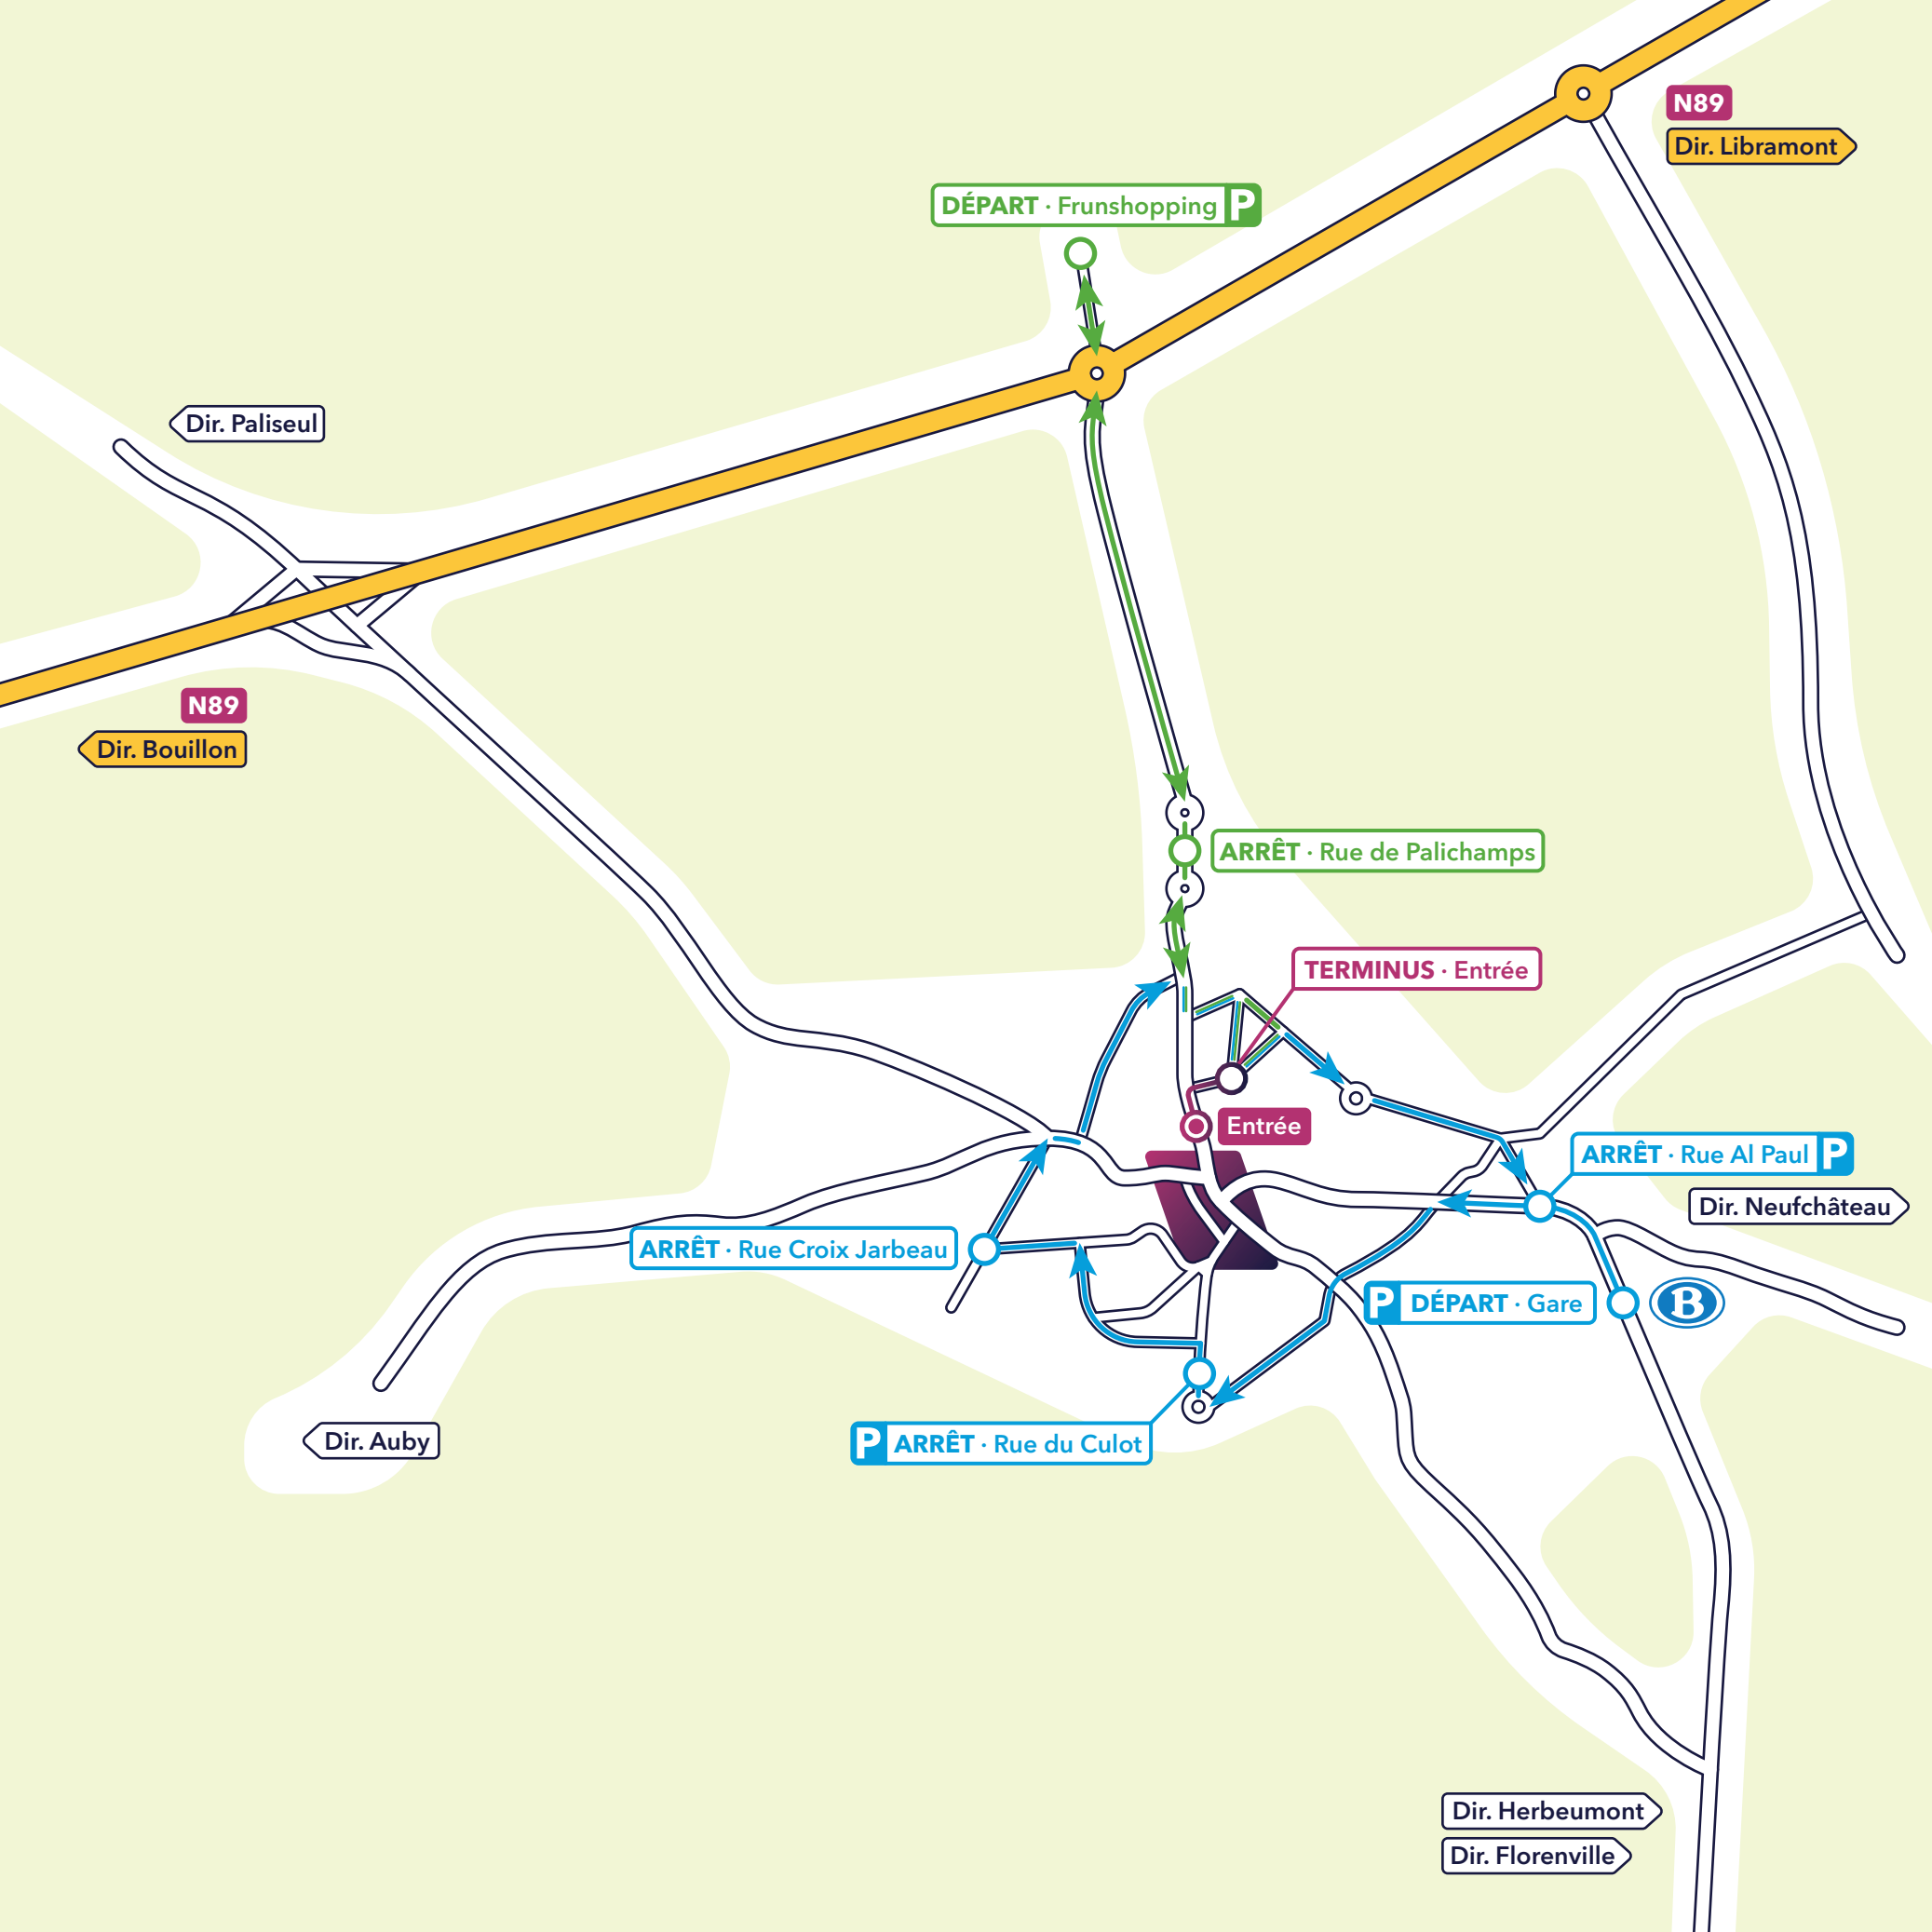 N89
Dir. Libramont
DÉPART · Frunshopping P
Dir. Paliseul
N89
Dir. Bouillon
ARRÊT · Rue de Palichamps
TERMINUS · Entrée
Entrée
ARRÊT · Rue Al Paul P
Dir. Neufchâteau
ARRÊT · Rue Croix Jarbeau
P DÉPART · Gare
B
Dir. Auby
P ARRÊT · Rue du Culot
Dir. Herbeumont
Dir. Florenville